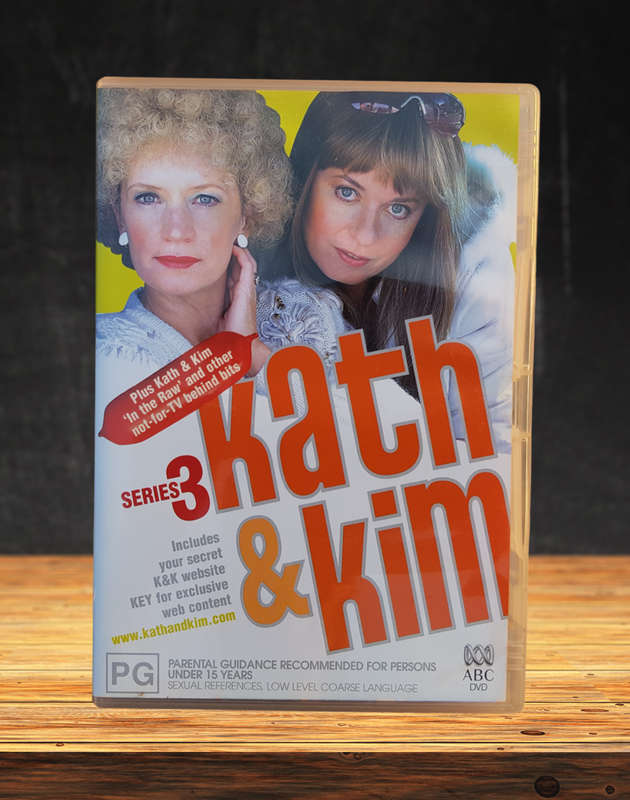 Plus Kath & Kim
'In the Raw' and other
not-for-TV behind bits
kath
& kim
SERIES 3
Includes
your secret
K&K website
KEY for exclusive
web content
www.kathandkim.com
PG
PARENTAL GUIDANCE RECOMMENDED FOR PERSONS
UNDER 15 YEARS
SEXUAL REFERENCES, LOW LEVEL COARSE LANGUAGE
ABC
DVD